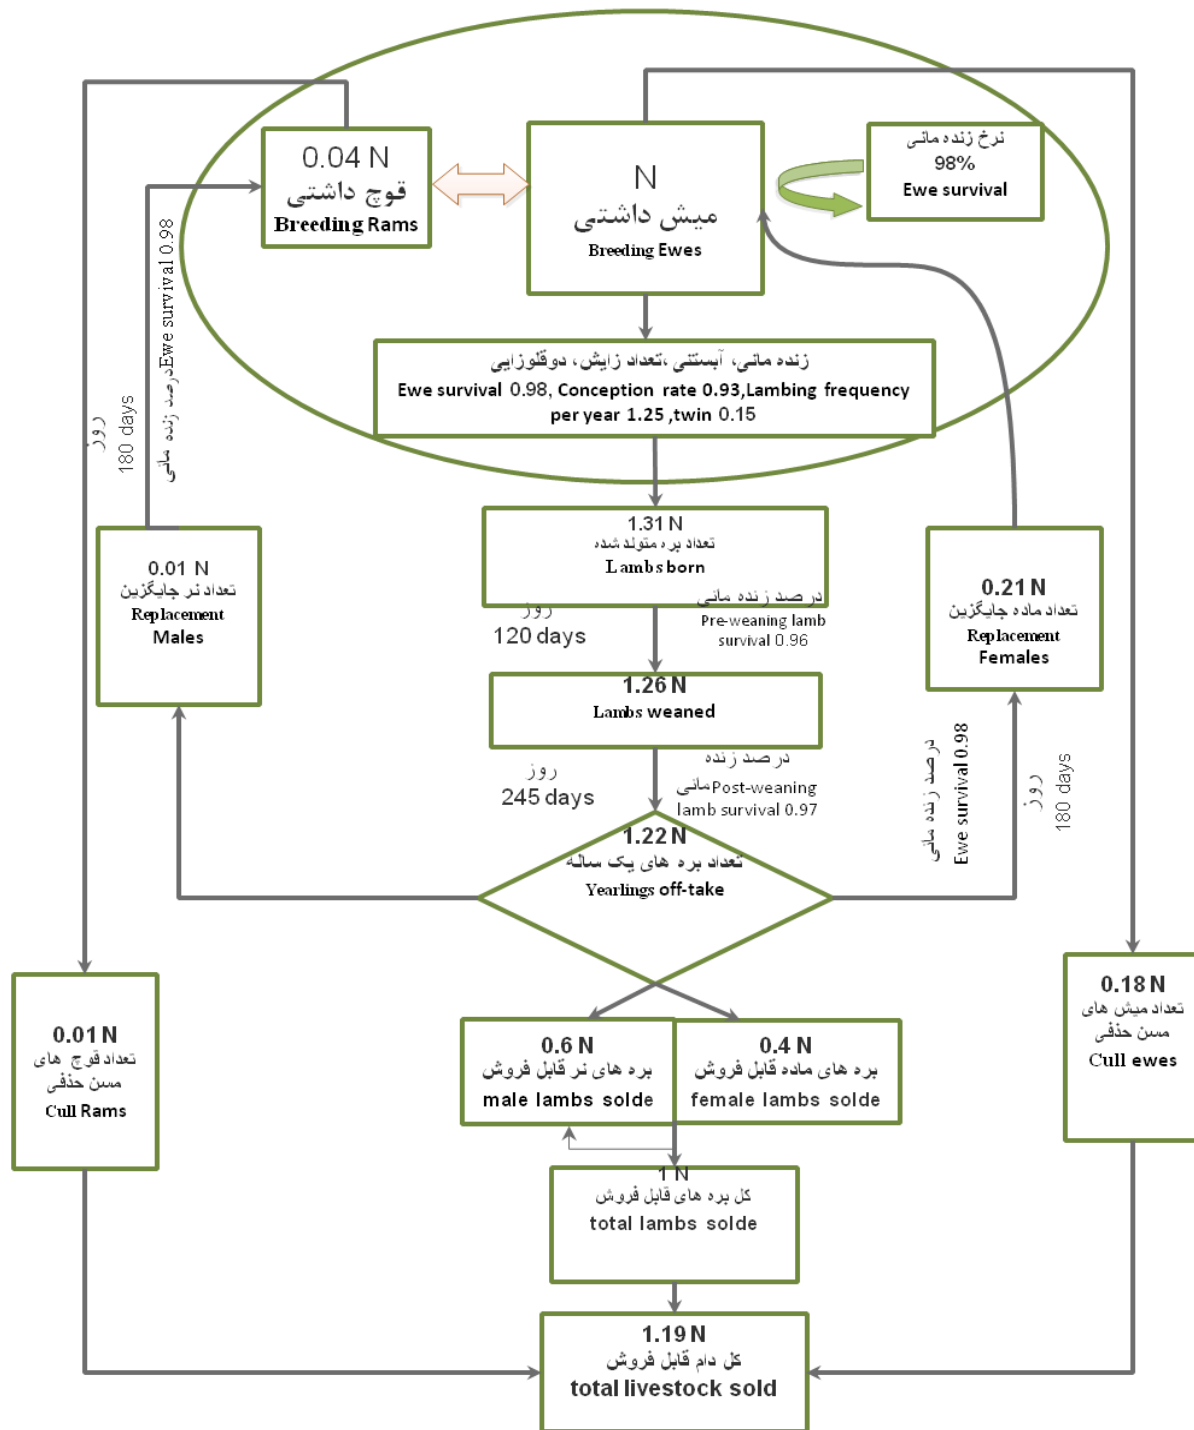 0.04 N
قوچ داشتی
Breeding Rams
N
میش داشتی
Breeding Ewes
نرخ زنده مانی
98%
Ewe survival
زنده مانی، آبستنی ،تعداد زایش، دوقلوزایی
Ewe survival 0.98, Conception rate 0.93,Lambing frequency
per year 1.25 ,twin 0.15
روز
180 days
درصد زنده مانیEwe survival 0.98
1.31 N
تعداد بره متولد شده
Lambs born
0.01 N
تعداد نر جایگزین
Replacement
Males
0.21 N
تعداد ماده جایگزین
Replacement
Females
روز
120 days
درصد زنده مانی
Pre-weaning lamb
survival 0.96
1.26 N
Lambs weaned
روز
245 days
درصد زنده
مانیPost-weaning
lamb survival 0.97
درصد زنده مانی
Ewe survival 0.98
روز
180 days
1.22 N
تعداد بره های یک ساله
Yearlings off-take
0.01 N
تعداد قوچ های
مسن حذفی
Cull Rams
0.6 N
بره های نر قابل فروش
male lambs solde
0.4 N
بره های ماده قابل فروش
female lambs solde
0.18 N
تعداد میش های
مسن حذفی
Cull ewes
1 N
کل بره های قابل فروش
total lambs solde
1.19 N
کل دام قابل فروش
total livestock sold